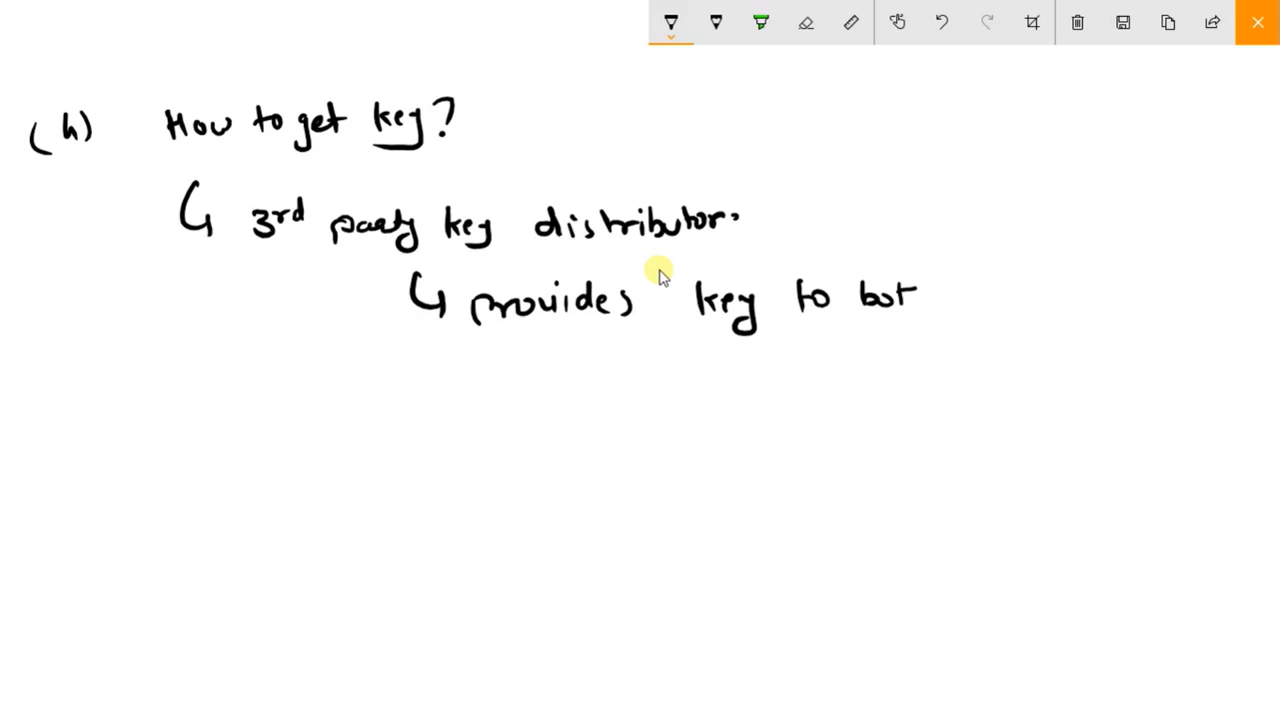 (h) How to get key?
↳ 3rd party key distributor.
↳ provides key to bot